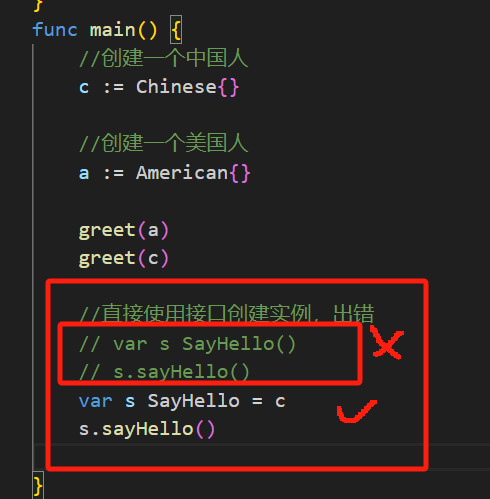 }
func main() {
//创建一个中国人
c := Chinese{}
//创建一个美国人
a := American{}
greet(a)
greet(c)
//直接使用接口创建实例，出错
// var s SayHello()
// s.sayHello()
var s SayHello = c
s.sayHello()
}